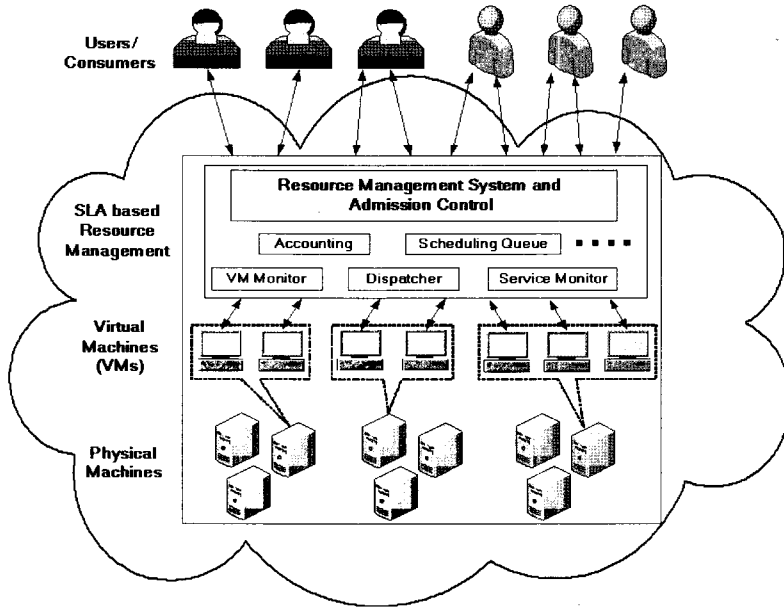 Users/
Consumers
SLA based
Resource
Management
Resource Management System and
Admission Control
Accounting
Scheduling Queue
VM Monitor
Dispatcher
Service Monitor
Virtual
Machines
(VMs)
Physical
Machines